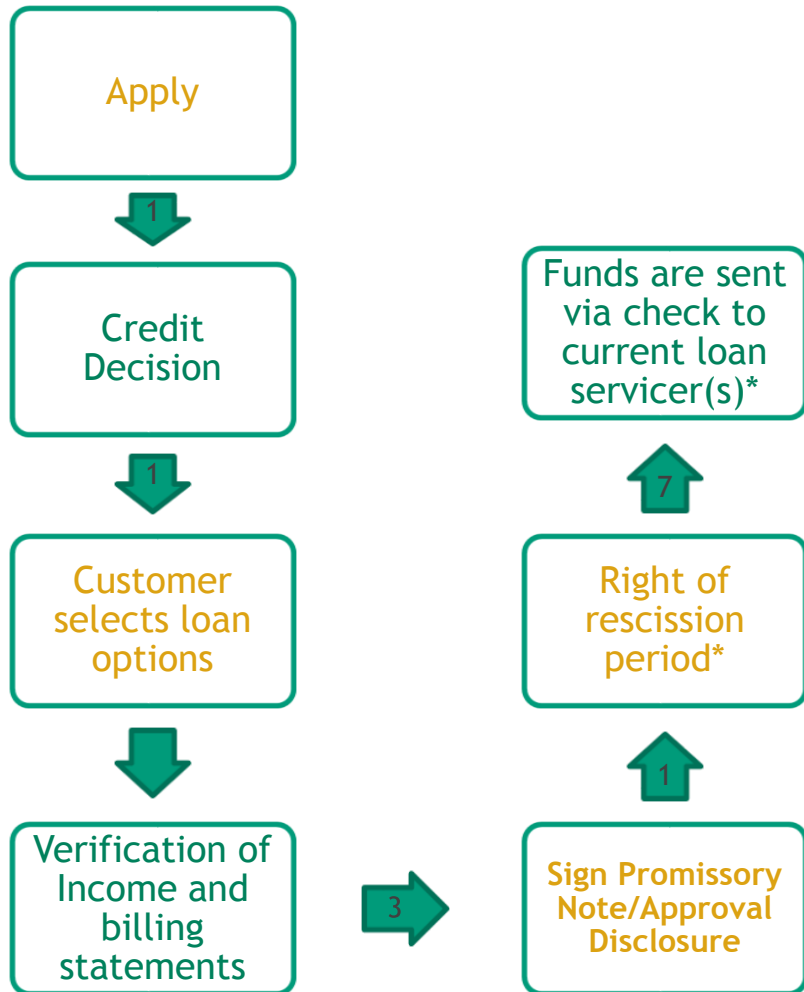 Apply
1
Credit
Decision
1
Customer
selects loan
options
Verification of
Income and
billing
statements
3
Sign Promissory
Note/Approval
Disclosure
1
Right of
rescission
period*
7
Funds are sent
via check to
current loan
servicer(s)*